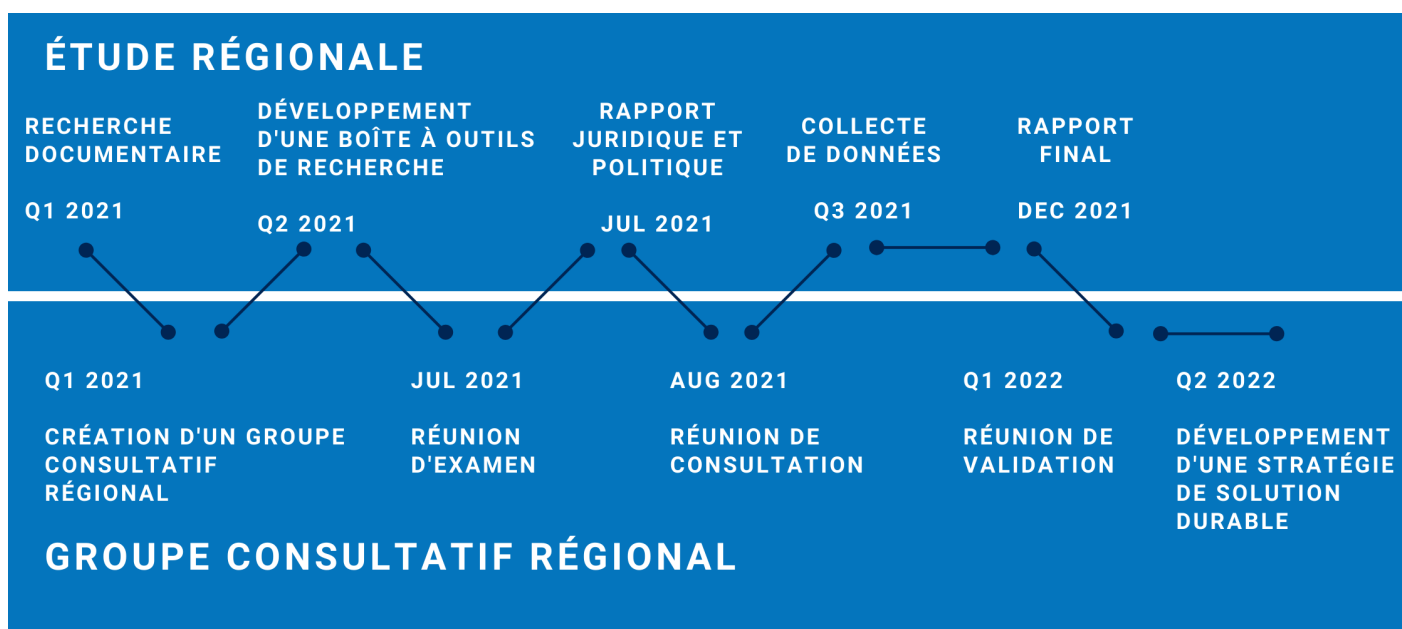 ÉTUDE RÉGIONALE
RECHERCHE
DOCUMENTAIRE
Q1 2021
DÉVELOPPEMENT
D'UNE BOÎTE À OUTILS
DE RECHERCHE
Q2 2021
RAPPORT
JURIDIQUE ET
POLITIQUE
JUL 2021
COLLECTE
DE DONNÉES
Q3 2021
RAPPORT
FINAL
DEC 2021
Q1 2021
CRÉATION D'UN GROUPE
CONSULTATIF
RÉGIONAL
JUL 2021
RÉUNION
D'EXAMEN
AUG 2021
RÉUNION DE
CONSULTATION
Q1 2022
RÉUNION DE
VALIDATION
Q2 2022
DÉVELOPPEMENT
D'UNE STRATÉGIE
DE SOLUTION
DURABLE
GROUPE CONSULTATIF RÉGIONAL